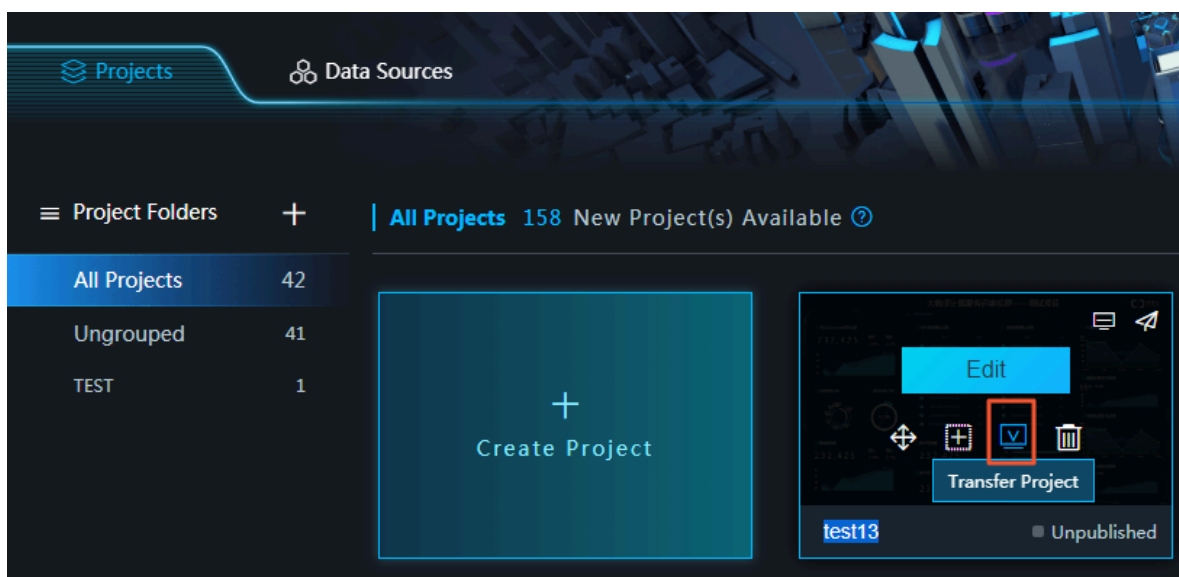 Projects
Data Sources
Project Folders
All Projects 158 New Project(s) Available
All Projects 42
Ungrouped 41
TEST 1
Create Project
Edit
Transfer Project
test13
Unpublished